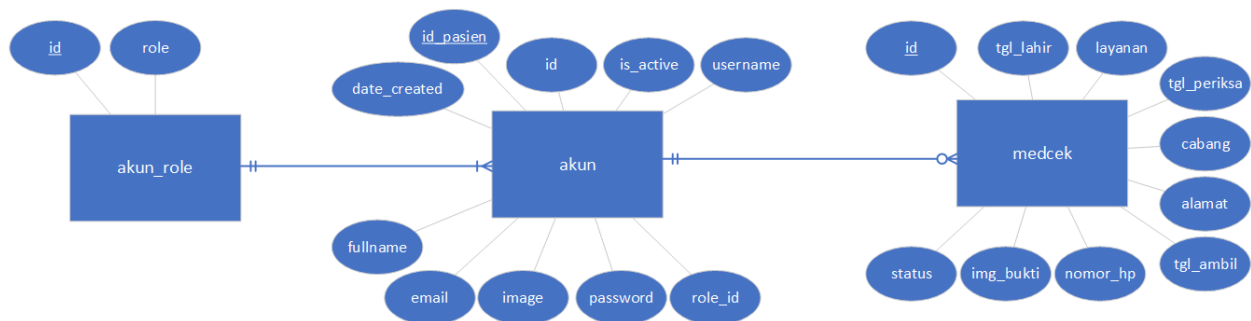 id
role
akun_role
id_pasien
id
is_active
username
date_created
akun
fullname
email
image
password
role_id
id
tgl_lahir
layanan
tgl_periksa
cabang
medcek
alamat
tgl_ambil
status
img_bukti
nomor_hp